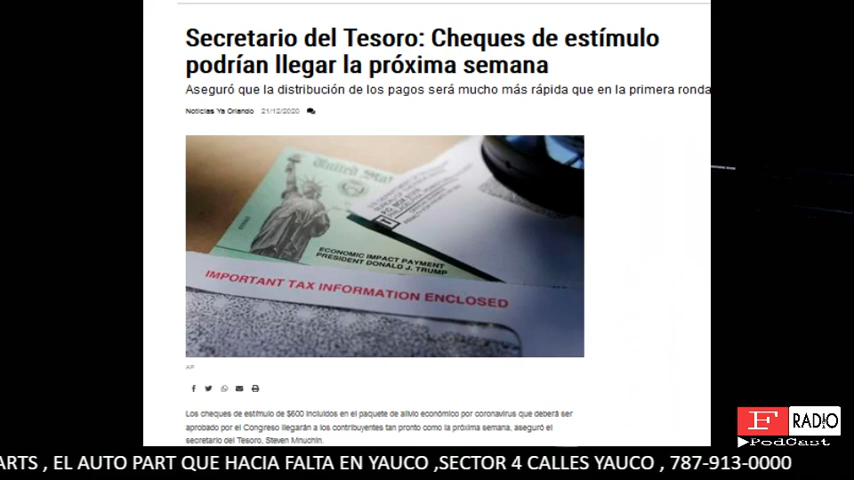 Secretario del Tesoro: Cheques de estímulo
podrían llegar la próxima semana
Aseguró que la distribución de los pagos será mucho más rápida que en la primera ronda
Noticias Ya Orlando 21/12/2020
United Stat
ECONOMIC IMPACT PAYMENT
PRESIDENT DONALD J. TRUMP
IMPORTANT TAX INFORMATION ENCLOSED
AP
Los cheques de estímulo de $600 incluidos en el paquete de alivio económico por coronavirus que deberá ser
aprobado por el Congreso llegarán a los contribuyentes tan pronto como la próxima semana, aseguró el
secretario del Tesoro, Steven Mnuchin.
F RADIO
PodCast
ARTS , EL AUTO PART QUE HACIA FALTA EN YAUCO ,SECTOR 4 CALLES YAUCO , 787-913-0000